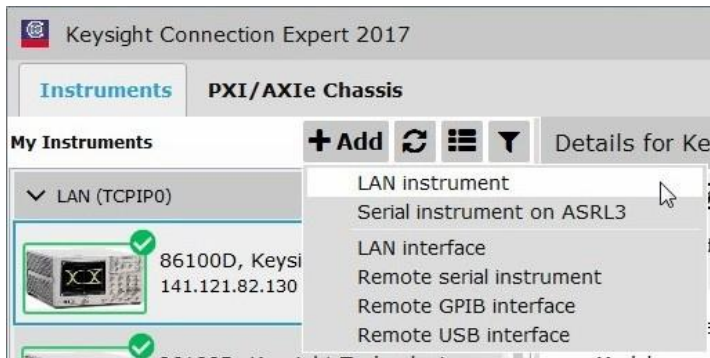 Keysight Connection Expert 2017
Instruments PXI/AXIe Chassis
My Instruments
+ Add
Details for Ke
LAN (TCPIP0)
LAN instrument
Serial instrument on ASRL3
LAN interface
Remote serial instrument
Remote GPIB interface
Remote USB interface
86100D, Keysi
141.121.82.130